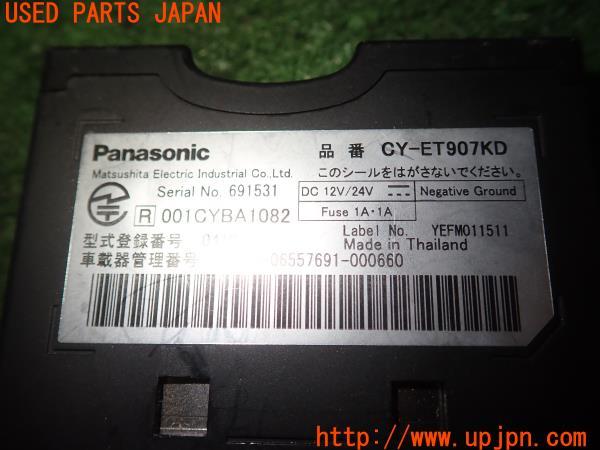 USED PARTS JAPAN
Panasonic
品 番 CY-ET907KD
Matsushita Electric Industrial Co.,Ltd.
このシールをはがさないでください。
Serial No. 691531
DC 12V/24V
Negative Ground
Fuse 1A・1A
R 001CYBA1082
Label No. YEFM011511
型式登録番号
Made in Thailand
車載器管理番号 06557691-000660
http://www.upjpn.com